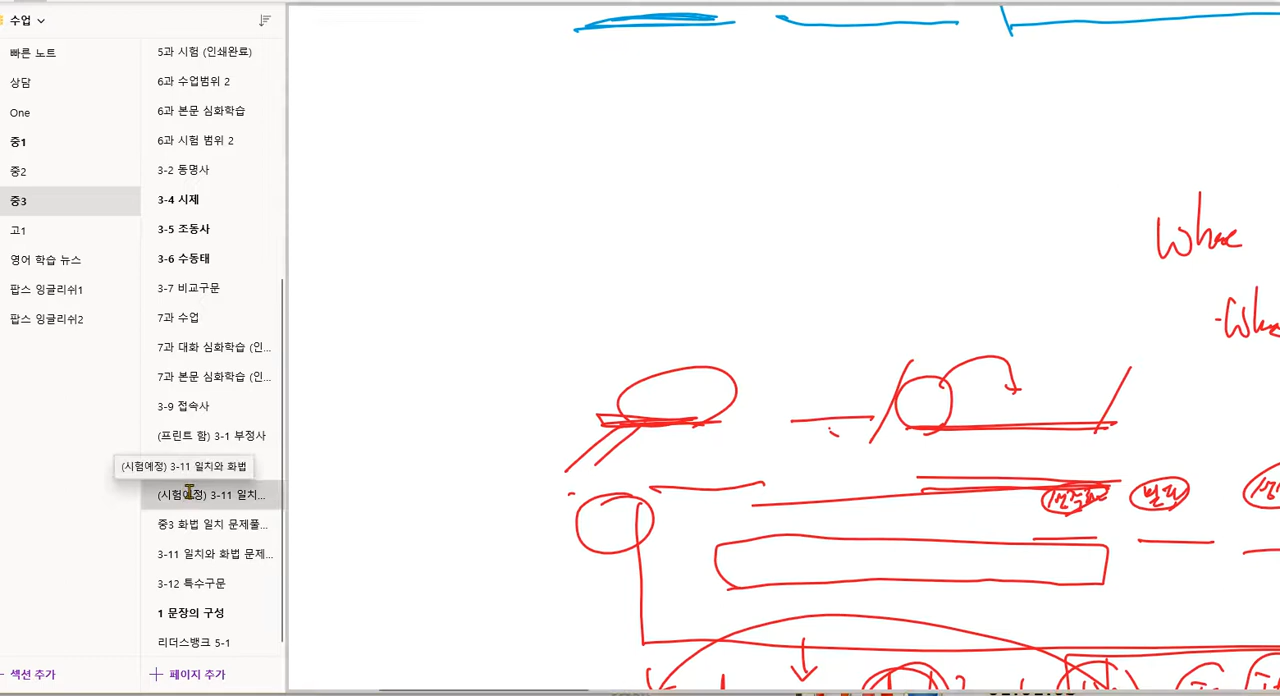 수업
빠른 노트
상담
One
중1
중2
중3
고1
영어 학습 뉴스
팝스 잉글리쉬1
팝스 잉글리쉬2
섹션 추가
5과 시험 (인쇄완료)
6과 수업범위 2
6과 본문 심화학습
6과 시험 범위 2
3-2 동명사
3-4 시제
3-5 조동사
3-6 수동태
3-7 비교구문
7과 수업
7과 대화 심화학습 (인...
7과 본문 심화학습 (인...
3-9 접속사
(프린트 함) 3-1 부정사
(시험예정) 3-11 일치와 화법
(시험예정) 3-11 일치...
중3 화법 일치 문제풀...
3-11 일치와 화법 문제...
3-12 특수구문
1 문장의 구성
리더스뱅크 5-1
페이지 추가